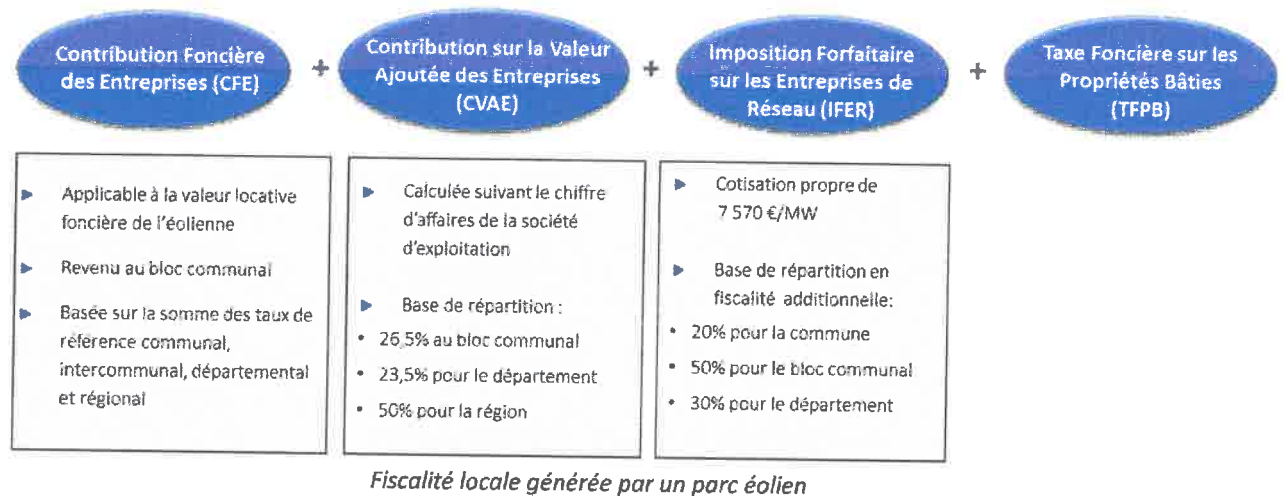 Contribution Foncière
des Entreprises (CFE)
+
Contribution sur la Valeur
Ajoutée des Entreprises
(CVAE)
+
Imposition Forfaitaire
sur les Entreprises de
Réseau (IFER)
+
Taxe Foncière sur les
Propriétés Bâties
(TFPB)
Applicable à la valeur locative
foncière de l'éolienne
Revenu au bloc communal
Basée sur la somme des taux de
référence communal,
intercommunal, départemental
et régional
Calculée suivant le chiffre
d'affaires de la société
d'exploitation
Base de répartition :
• 26,5% au bloc communal
• 23,5% pour le département
• 50% pour la région
Cotisation propre de
7 570 €/MW
Base de répartition en
fiscalité additionnelle:
• 20% pour la commune
• 50% pour le bloc communal
• 30% pour le département
Fiscalité locale générée par un parc éolien